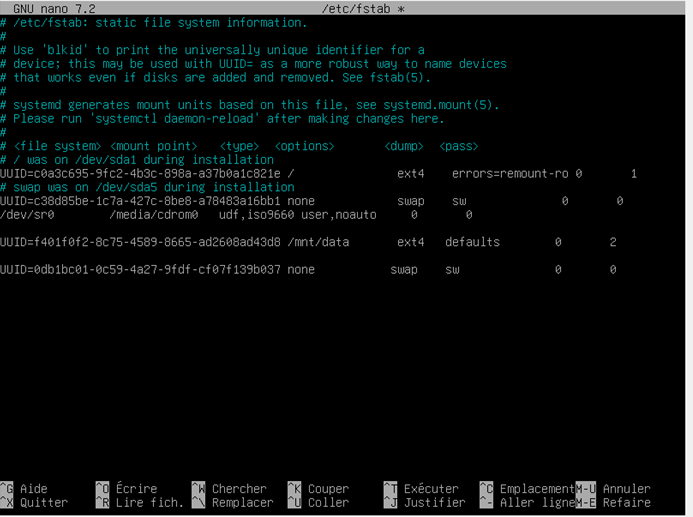 GNU nano 7.2 /etc/fstab *
# /etc/fstab: static file system information.
#
# Use 'blkid' to print the universally unique identifier for a
# device; this may be used with UUID= as a more robust way to name devices
# that works even if disks are added and removed. See fstab(5).
#
# systemd generates mount units based on this file, see systemd.mount(5).
# Please run 'systemctl daemon-reload' after making changes here.
#
# <file system> <mount point> <type> <options> <dump> <pass>
# / was on /dev/sda1 during installation
UUID=c0a3c695-9fc2-4b3c-898a-a37b0a1c821e / ext4 errors=remount-ro 0 1
# swap was on /dev/sda5 during installation
UUID=c38d85be-1c7a-427c-8be8-a78483a16bb1 none swap sw 0 0
/dev/sr0 /media/cdrom0 udf,iso9660 user,noauto 0 0
UUID=f401f0f2-8c75-4589-8665-ad2608ad43d8 /mnt/data ext4 defaults 0 2
UUID=0db1bc01-0c59-4a27-9fdf-cf07f139b037 none swap sw 0 0
^G Aide ^O Écrire ^W Chercher ^K Couper ^T Exécuter ^C Emplacement M-U Annuler
^X Quitter ^R Lire fich. ^\ Remplacer ^U Coller ^J Justifier ^- Aller ligne M-E Refaire